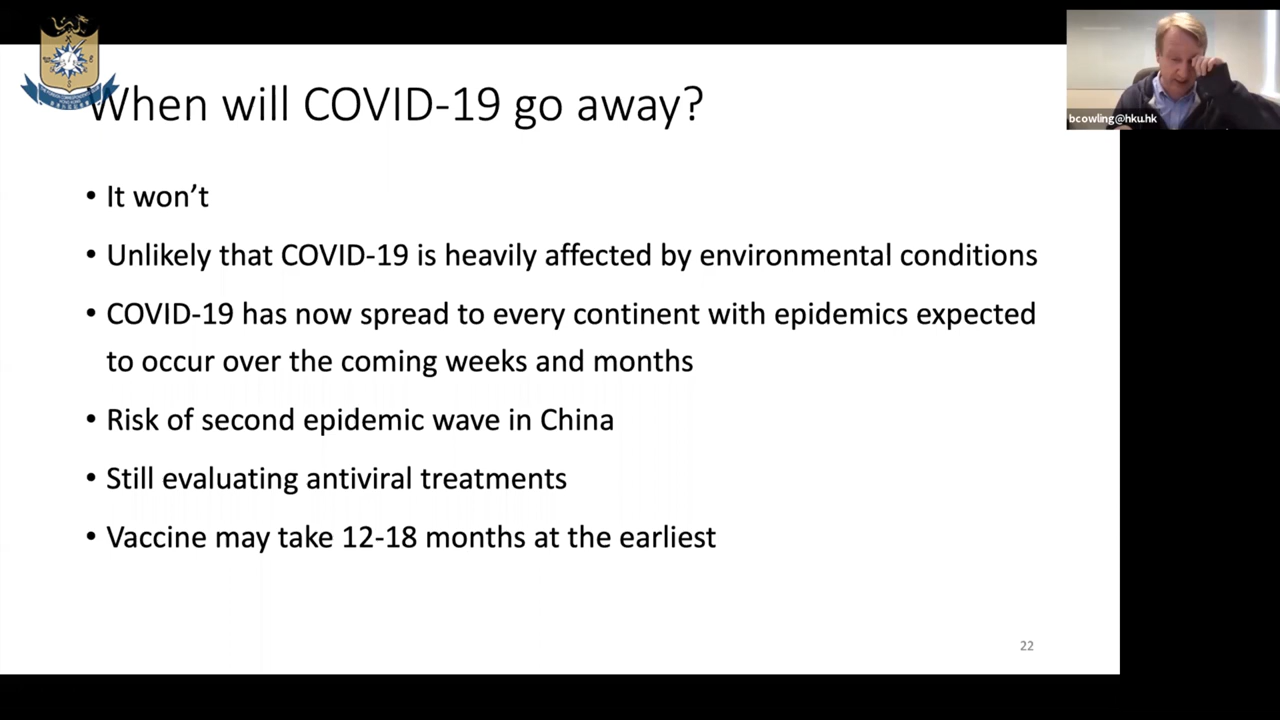 When will COVID-19 go away?
bcowling@hku.hk
• It won’t
• Unlikely that COVID-19 is heavily affected by environmental conditions
• COVID-19 has now spread to every continent with epidemics expected
to occur over the coming weeks and months
• Risk of second epidemic wave in China
• Still evaluating antiviral treatments
• Vaccine may take 12-18 months at the earliest
22